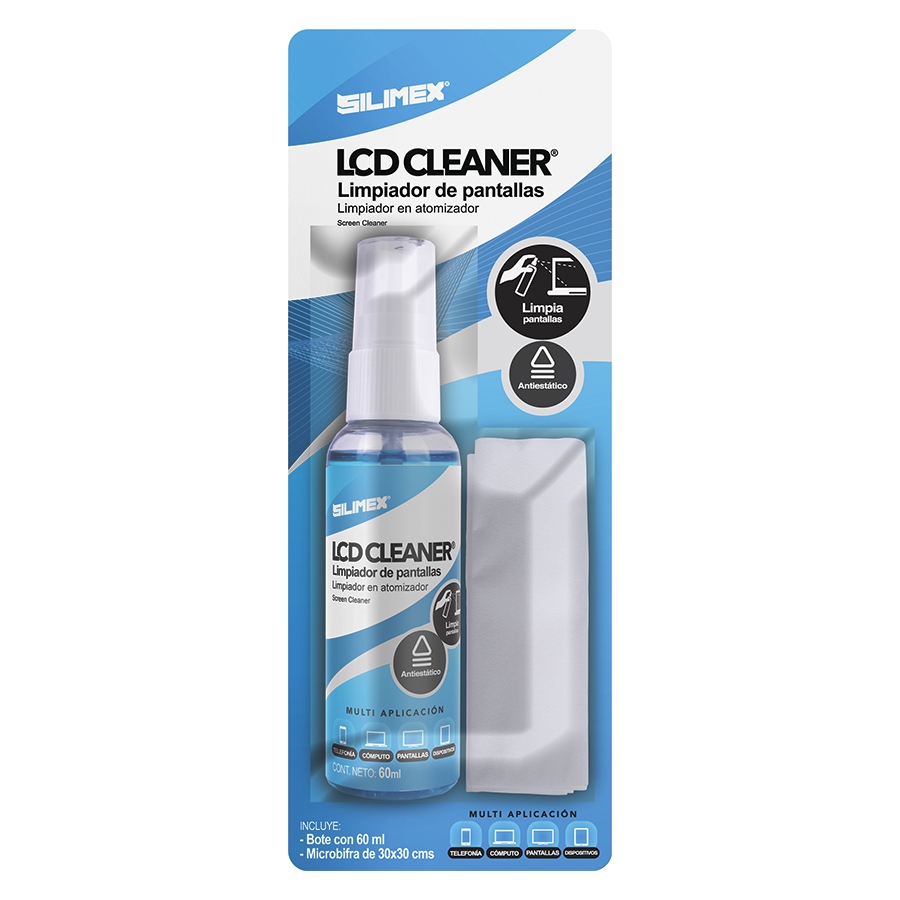 SILIMEX®
LCD CLEANER®
Limpiador de pantallas
Limpiador en atomizador
Screen Cleaner
Limpia
pantallas
Antiestático
SILIMEX®
LCD CLEANER®
Limpiador de pantallas
Limpiador en atomizador
Screen Cleaner
Limpia
pantallas
Antiestático
MULTI APLICACIÓN
TELEFONÍA CÓMPUTO PANTALLAS DISPOSITIVOS
CONT. NETO: 60ml
INCLUYE:
- Bote con 60 ml
- Microbifra de 30x30 cms
MULTI APLICACIÓN
TELEFONÍA CÓMPUTO PANTALLAS DISPOSITIVOS